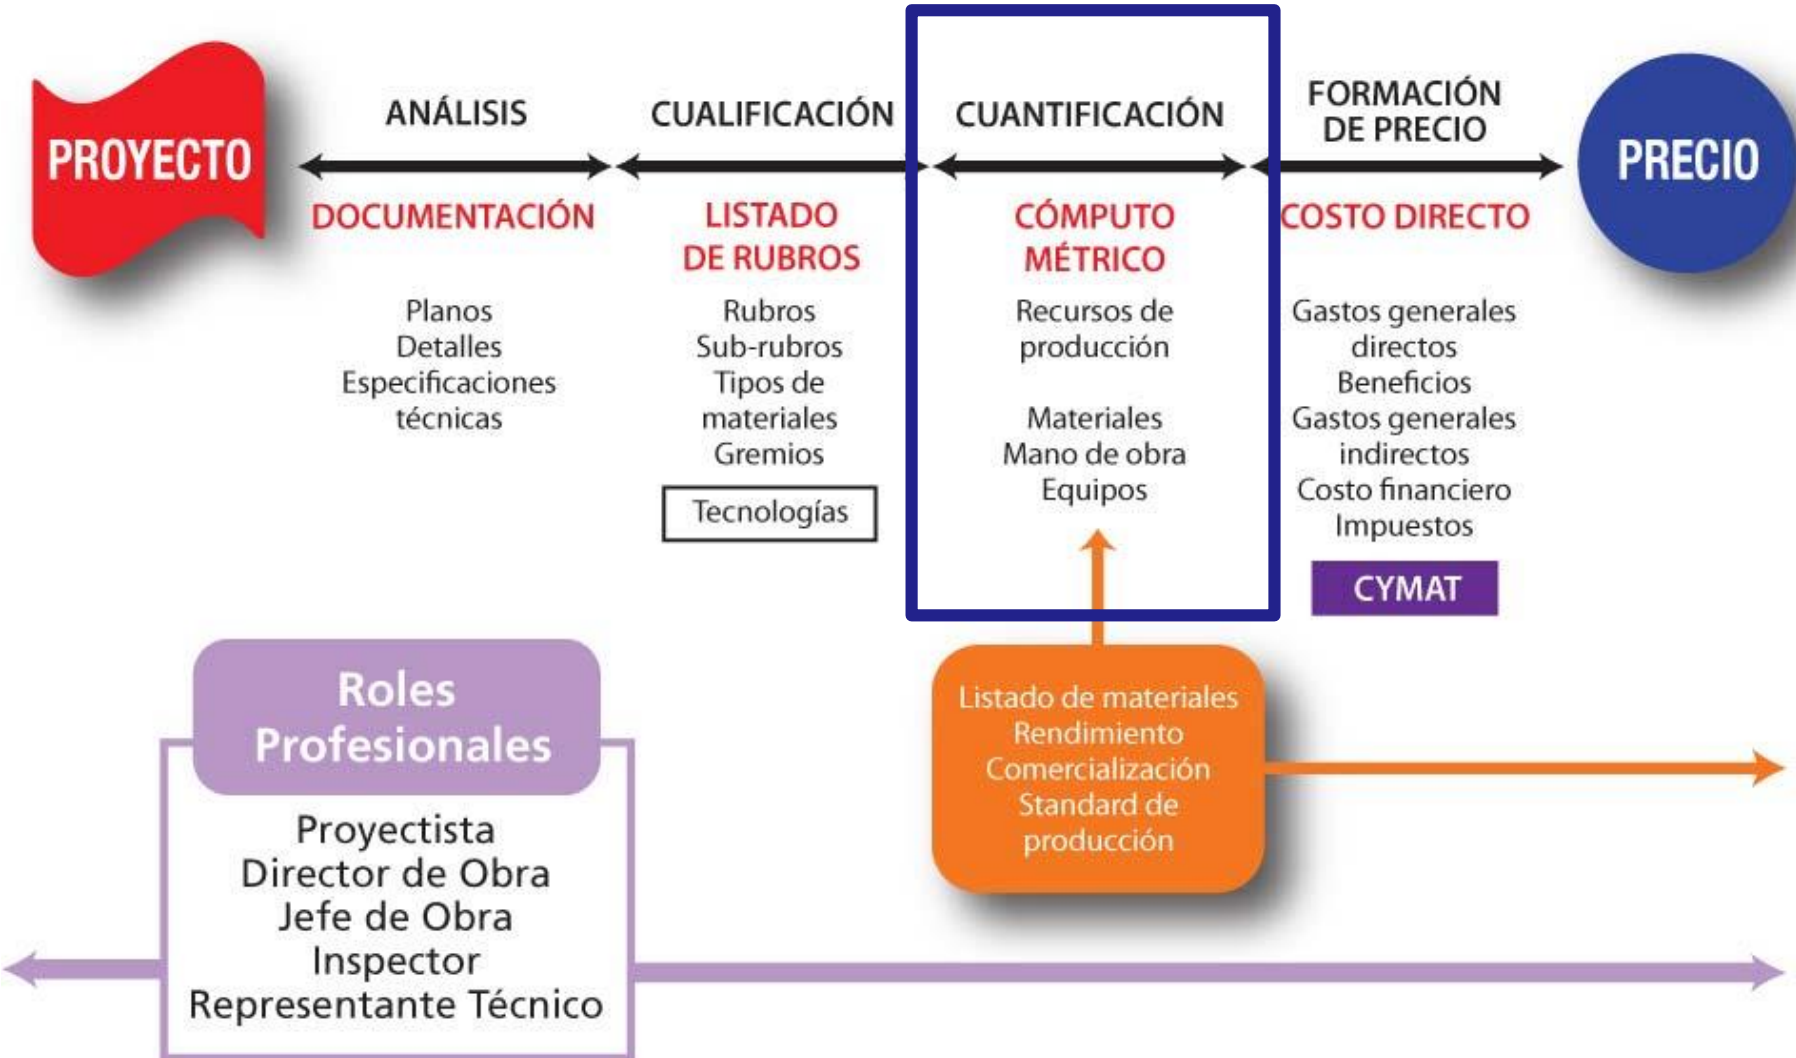 PROYECTO
ANÁLISIS
DOCUMENTACIÓN
Planos
Detalles
Especificaciones
técnicas
CUALIFICACIÓN
LISTADO
DE RUBROS
Rubros
Sub-rubros
Tipos de
materiales
Gremios
Tecnologías
CUANTIFICACIÓN
CÓMPUTO
MÉTRICO
Recursos de
producción
Materiales
Mano de obra
Equipos
FORMACIÓN
DE PRECIO
COSTO DIRECTO
Gastos generales
directos
Beneficios
Gastos generales
indirectos
Costo financiero
Impuestos
CYMAT
PRECIO
Roles
Profesionales
Proyectista
Director de Obra
Jefe de Obra
Inspector
Representante Técnico
Listado de materiales
Rendimiento
Comercialización
Standard de
producción